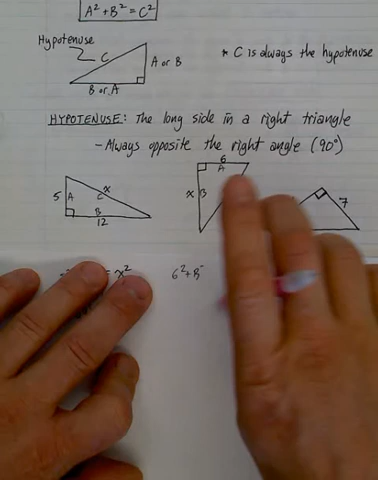 A² + B² = C²
Hypotenuse
C
A or B
B or A
* C is always the hypotenuse
HYPOTENUSE: The long side in a right triangle
- Always opposite the right angle (90°)
5 A C x
B
12
6
A
x B
7
= x²
6² + B